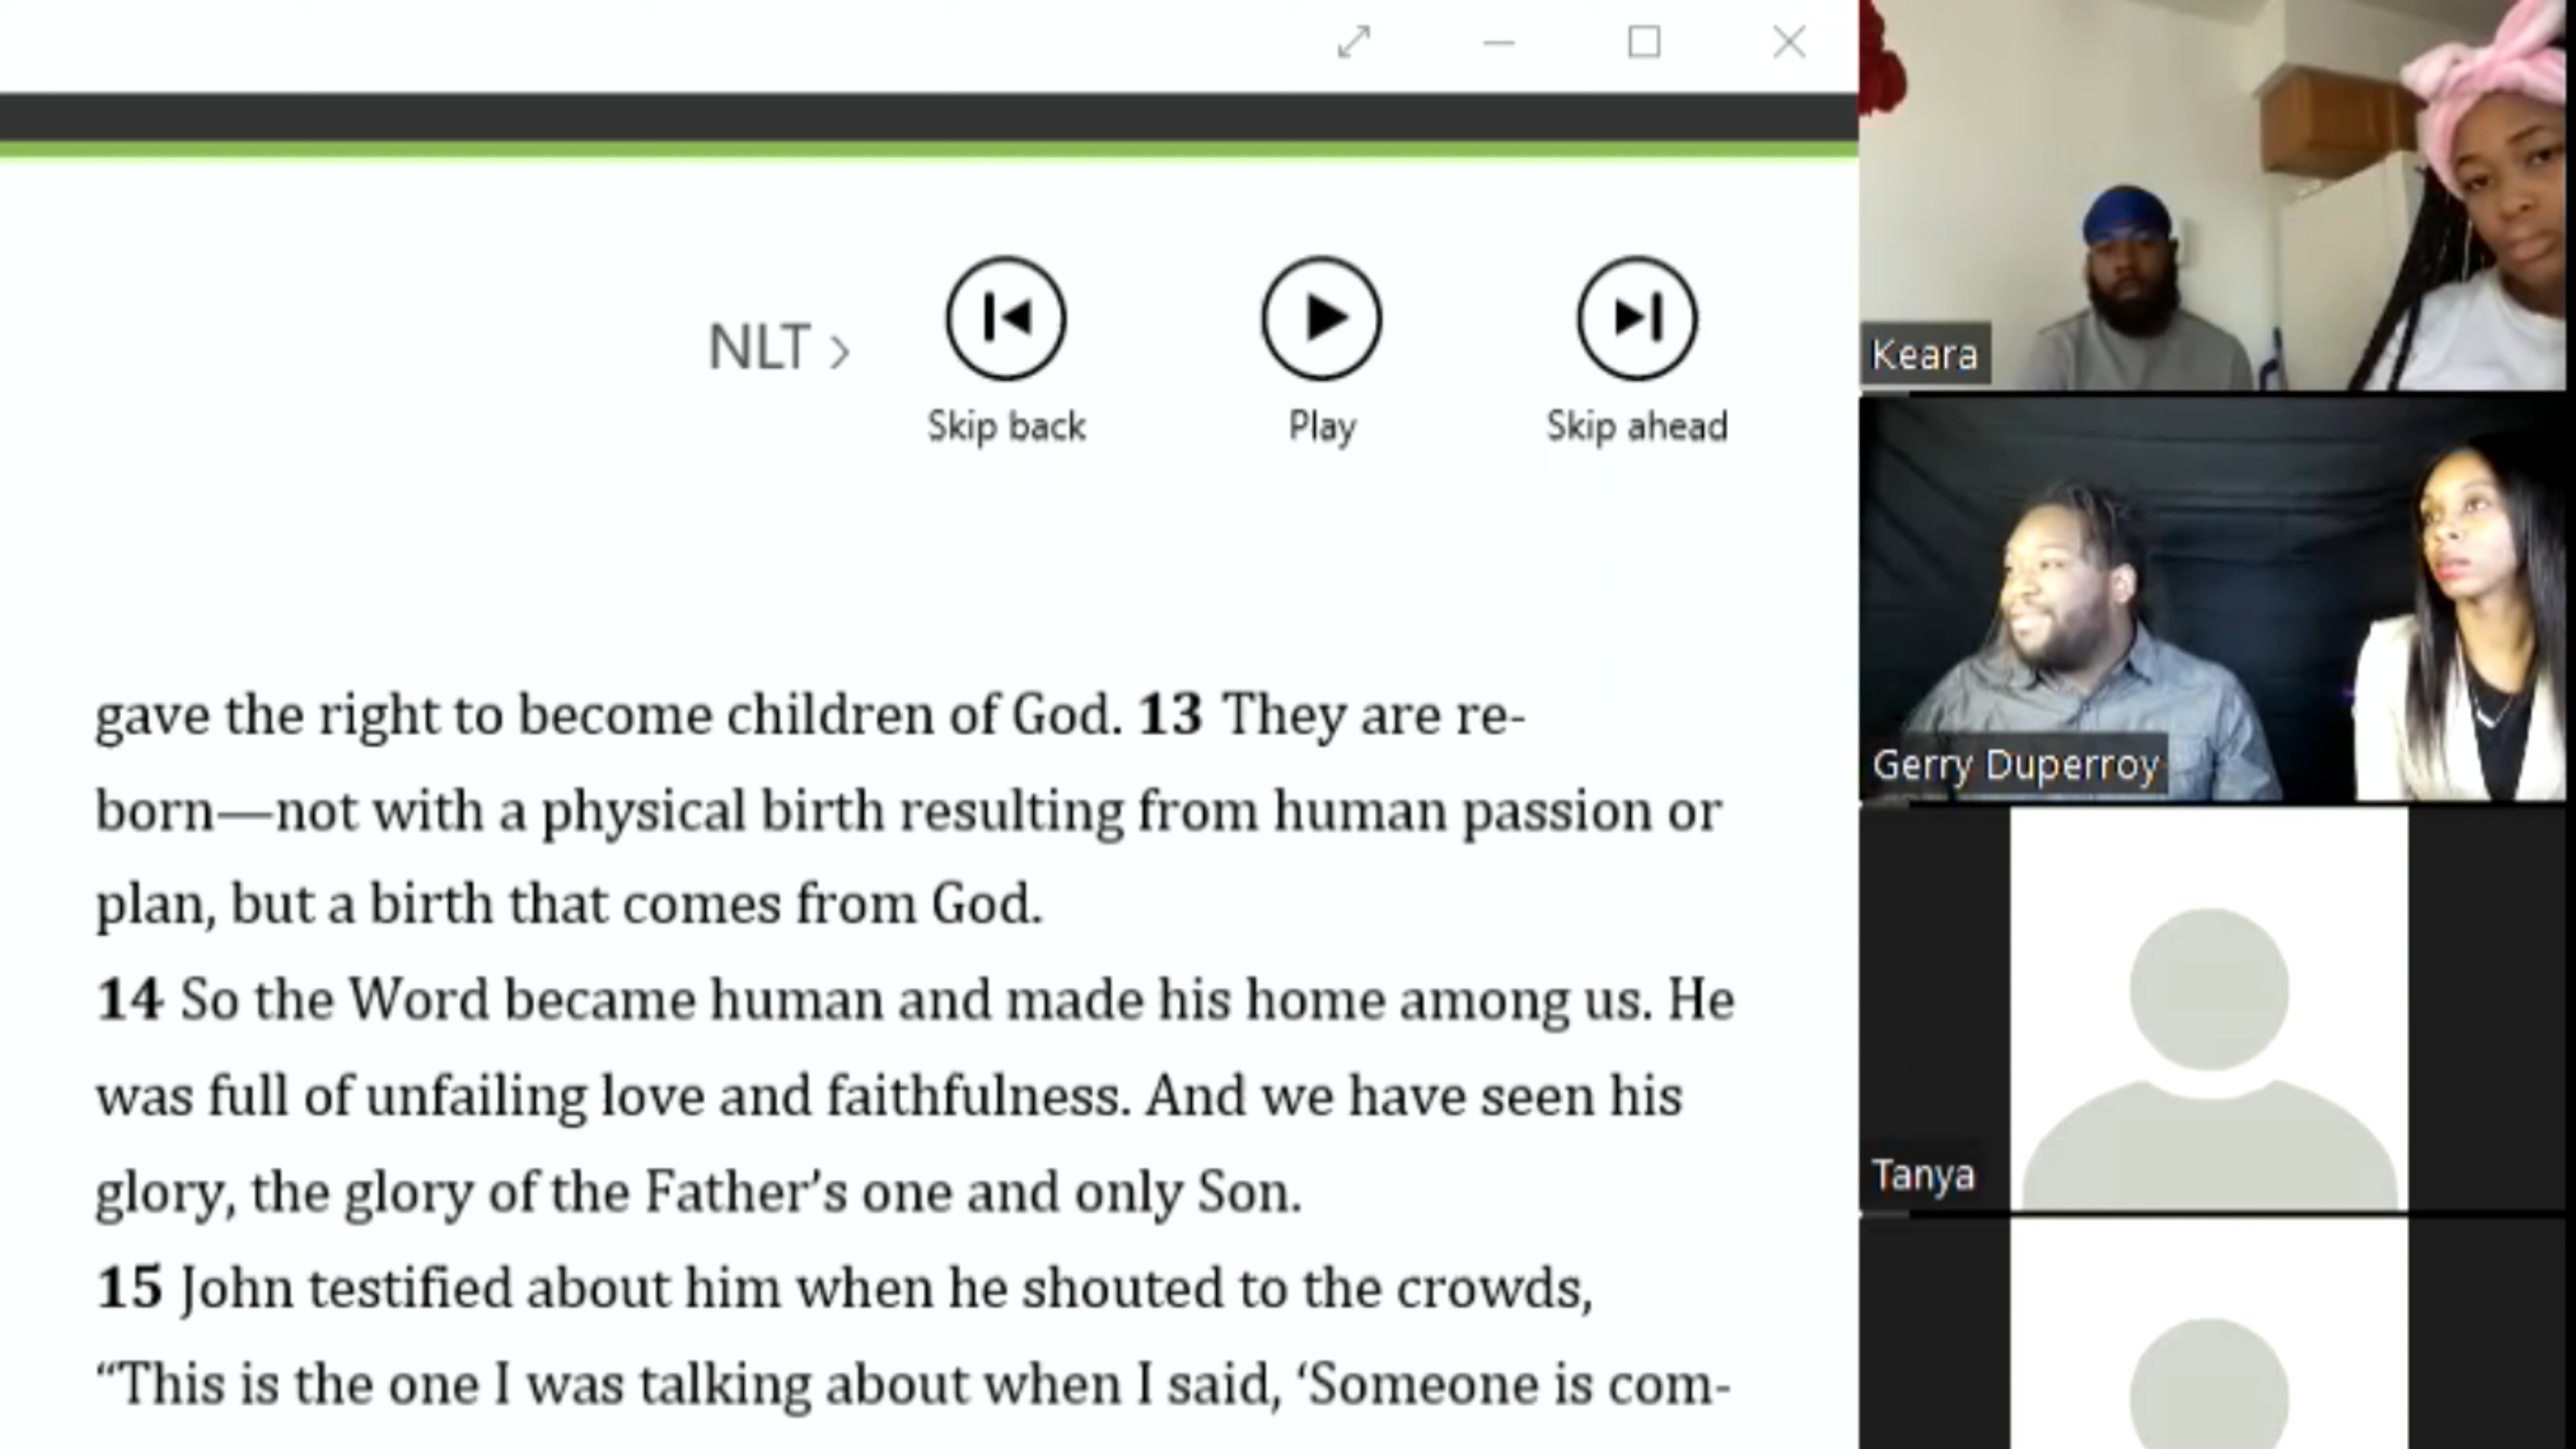 NLT >
Skip back
Play
Skip ahead
gave the right to become children of God. 13 They are re-
born—not with a physical birth resulting from human passion or
plan, but a birth that comes from God.
14 So the Word became human and made his home among us. He
was full of unfailing love and faithfulness. And we have seen his
glory, the glory of the Father’s one and only Son.
15 John testified about him when he shouted to the crowds,
“This is the one I was talking about when I said, ‘Someone is com-
Keara
Gerry Duperroy
Tanya